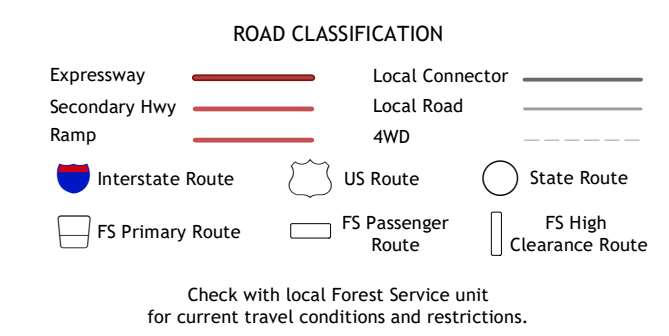 ROAD CLASSIFICATION
Expressway
Local Connector
Secondary Hwy
Local Road
Ramp
4WD
Interstate Route
US Route
State Route
FS Primary Route
FS Passenger
Route
FS High
Clearance Route
Check with local Forest Service unit
for current travel conditions and restrictions.